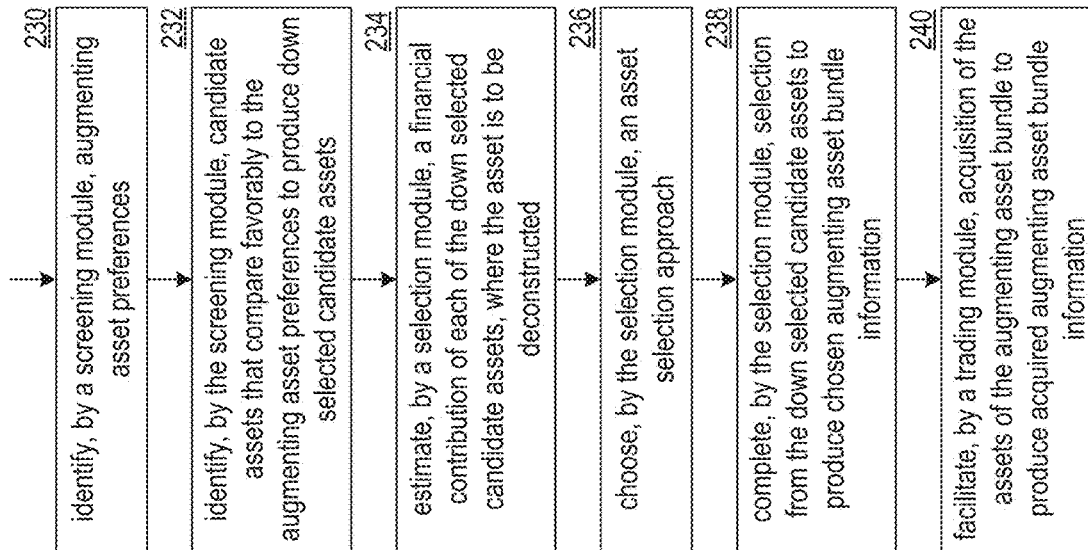 230
identify, by a screening module, augmenting
asset preferences
232
identify, by the screening module, candidate
assets that compare favorably to the
augmenting asset preferences to produce down
selected candidate assets
234
estimate, by a selection module, a financial
contribution of each of the down selected
candidate assets, where the asset is to be
deconstructed
236
choose, by the selection module, an asset
selection approach
238
complete, by the selection module, selection
from the down selected candidate assets to
produce chosen augmenting asset bundle
information
240
facilitate, by a trading module, acquisition of the
assets of the augmenting asset bundle to
produce acquired augmenting asset bundle
information